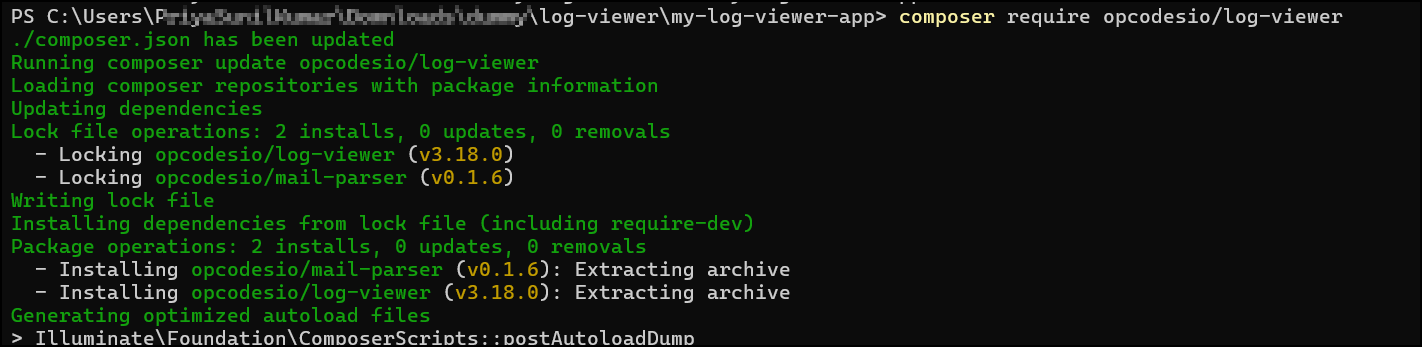 PS C:\Users\P \log-viewer\my-log-viewer-app> composer require opcodesio/log-viewer
./composer.json has been updated
Running composer update opcodesio/log-viewer
Loading composer repositories with package information
Updating dependencies
Lock file operations: 2 installs, 0 updates, 0 removals
  - Locking opcodesio/log-viewer (v3.18.0)
  - Locking opcodesio/mail-parser (v0.1.6)
Writing lock file
Installing dependencies from lock file (including require-dev)
Package operations: 2 installs, 0 updates, 0 removals
  - Installing opcodesio/mail-parser (v0.1.6): Extracting archive
  - Installing opcodesio/log-viewer (v3.18.0): Extracting archive
Generating optimized autoload files
> Illuminate\Foundation\ComposerScripts::postAutoloadDump